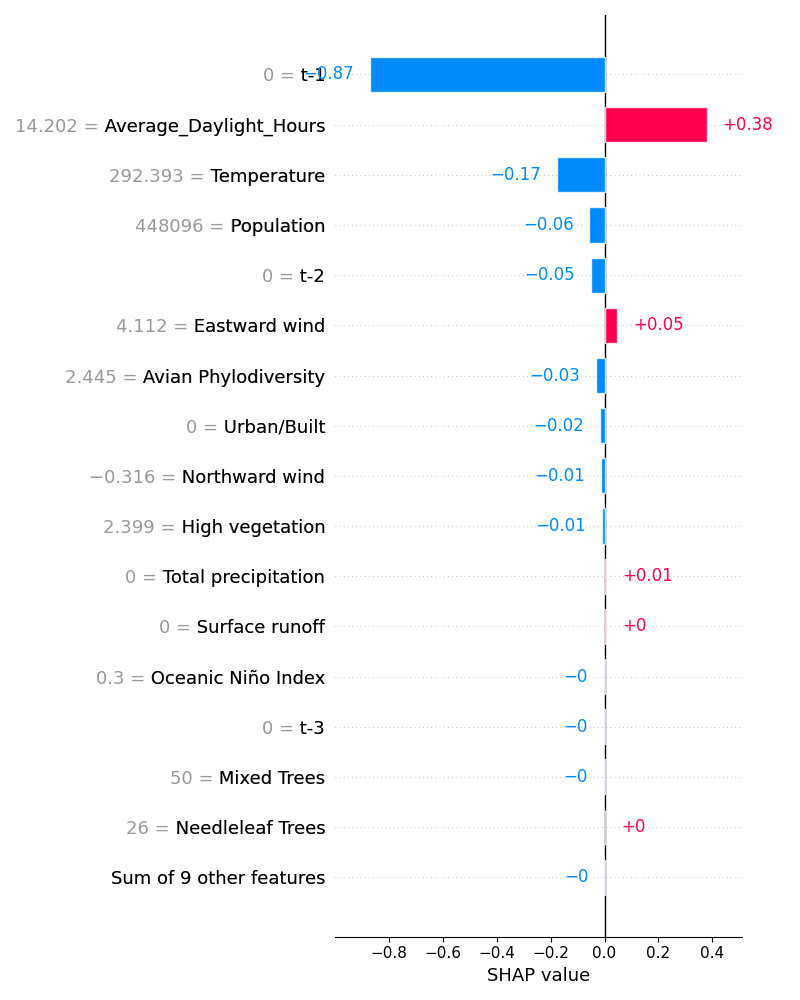 0 = t-1 −0.87
14.202 = Average_Daylight_Hours +0.38
292.393 = Temperature −0.17
448096 = Population −0.06
0 = t-2 −0.05
4.112 = Eastward wind +0.05
2.445 = Avian Phylodiversity −0.03
0 = Urban/Built −0.02
−0.316 = Northward wind −0.01
2.399 = High vegetation −0.01
0 = Total precipitation +0.01
0 = Surface runoff +0
0.3 = Oceanic Niño Index −0
0 = t-3 −0
50 = Mixed Trees −0
26 = Needleleaf Trees +0
Sum of 9 other features −0
−0.8 −0.6 −0.4 −0.2 0.0 0.2 0.4
SHAP value